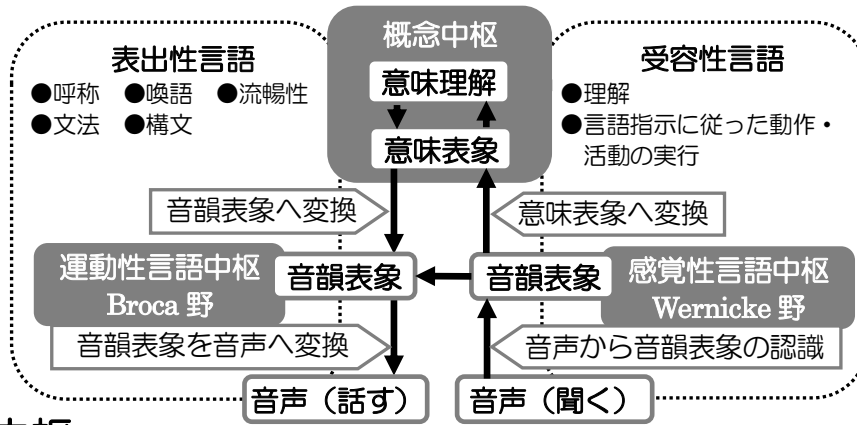 概念中枢
意味理解
意味表象
表出性言語
●呼称 ●喚語 ●流暢性
●文法 ●構文
受容性言語
●理解
●言語指示に従った動作・
活動の実行
音韻表象へ変換
意味表象へ変換
運動性言語中枢
Broca 野
音韻表象
音韻表象
感覚性言語中枢
Wernicke 野
音韻表象を音声へ変換
音声から音韻表象の認識
音声（話す）
音声（聞く）